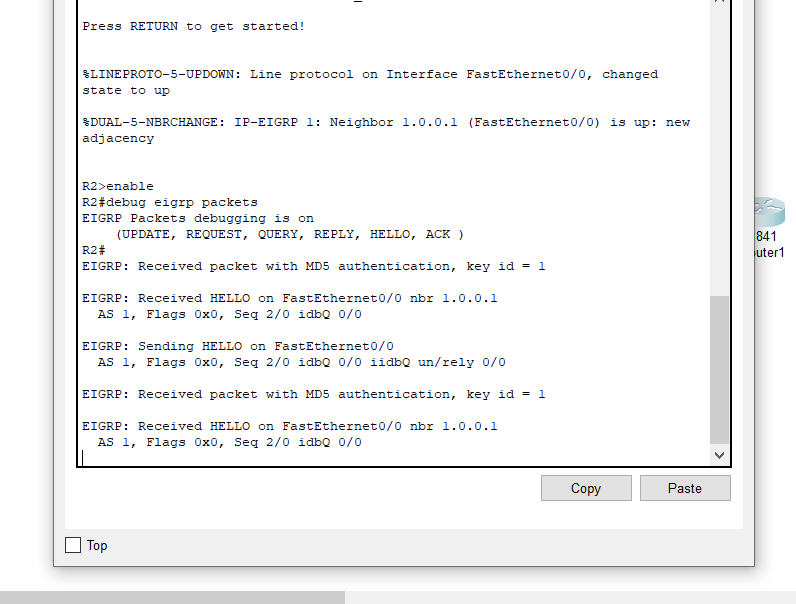 Press RETURN to get started!
%LINEPROTO-5-UPDOWN: Line protocol on Interface FastEthernet0/0, changed
state to up
%DUAL-5-NBRCHANGE: IP-EIGRP 1: Neighbor 1.0.0.1 (FastEthernet0/0) is up: new
adjacency
R2>enable
R2#debug eigrp packets
EIGRP Packets debugging is on
    (UPDATE, REQUEST, QUERY, REPLY, HELLO, ACK )
R2#
EIGRP: Received packet with MD5 authentication, key id = 1
EIGRP: Received HELLO on FastEthernet0/0 nbr 1.0.0.1
  AS 1, Flags 0x0, Seq 2/0 idbQ 0/0
EIGRP: Sending HELLO on FastEthernet0/0
  AS 1, Flags 0x0, Seq 2/0 idbQ 0/0 iidbQ un/rely 0/0
EIGRP: Received packet with MD5 authentication, key id = 1
EIGRP: Received HELLO on FastEthernet0/0 nbr 1.0.0.1
  AS 1, Flags 0x0, Seq 2/0 idbQ 0/0
Copy
Paste
Top
841
uter1